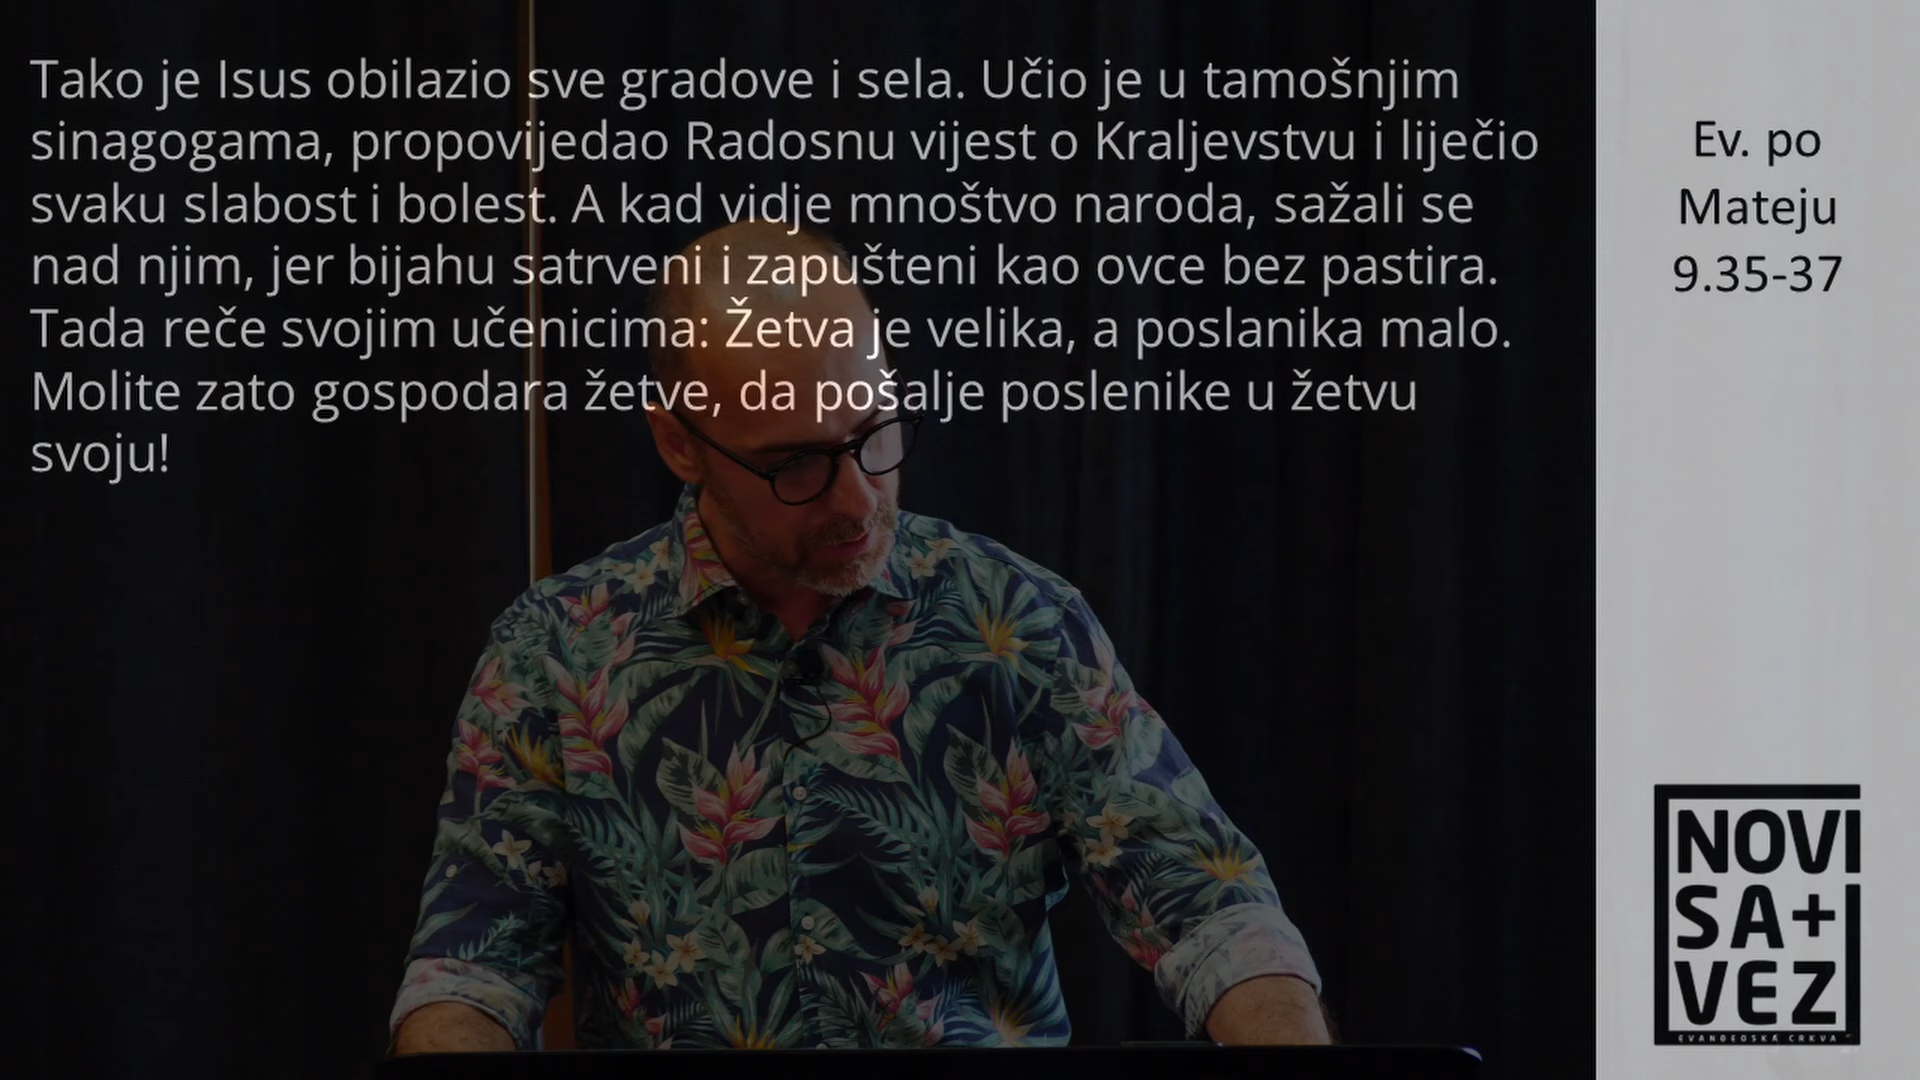 Tako je Isus obilazio sve gradove i sela. Učio je u tamošnjim
sinagogama, propovijedao Radosnu vijest o Kraljevstvu i liječio
svaku slabost i bolest. A kad vidje mnoštvo naroda, sažali se
nad njim, jer bijahu satrveni i zapušteni kao ovce bez pastira.
Tada reče svojim učenicima: Žetva je velika, a poslanika malo.
Molite zato gospodara žetve, da pošalje poslenike u žetvu
svoju!
Ev. po
Mateju
9.35-37
NOVI
SA+
VEZ
EVANĐEOSKA CRKVA